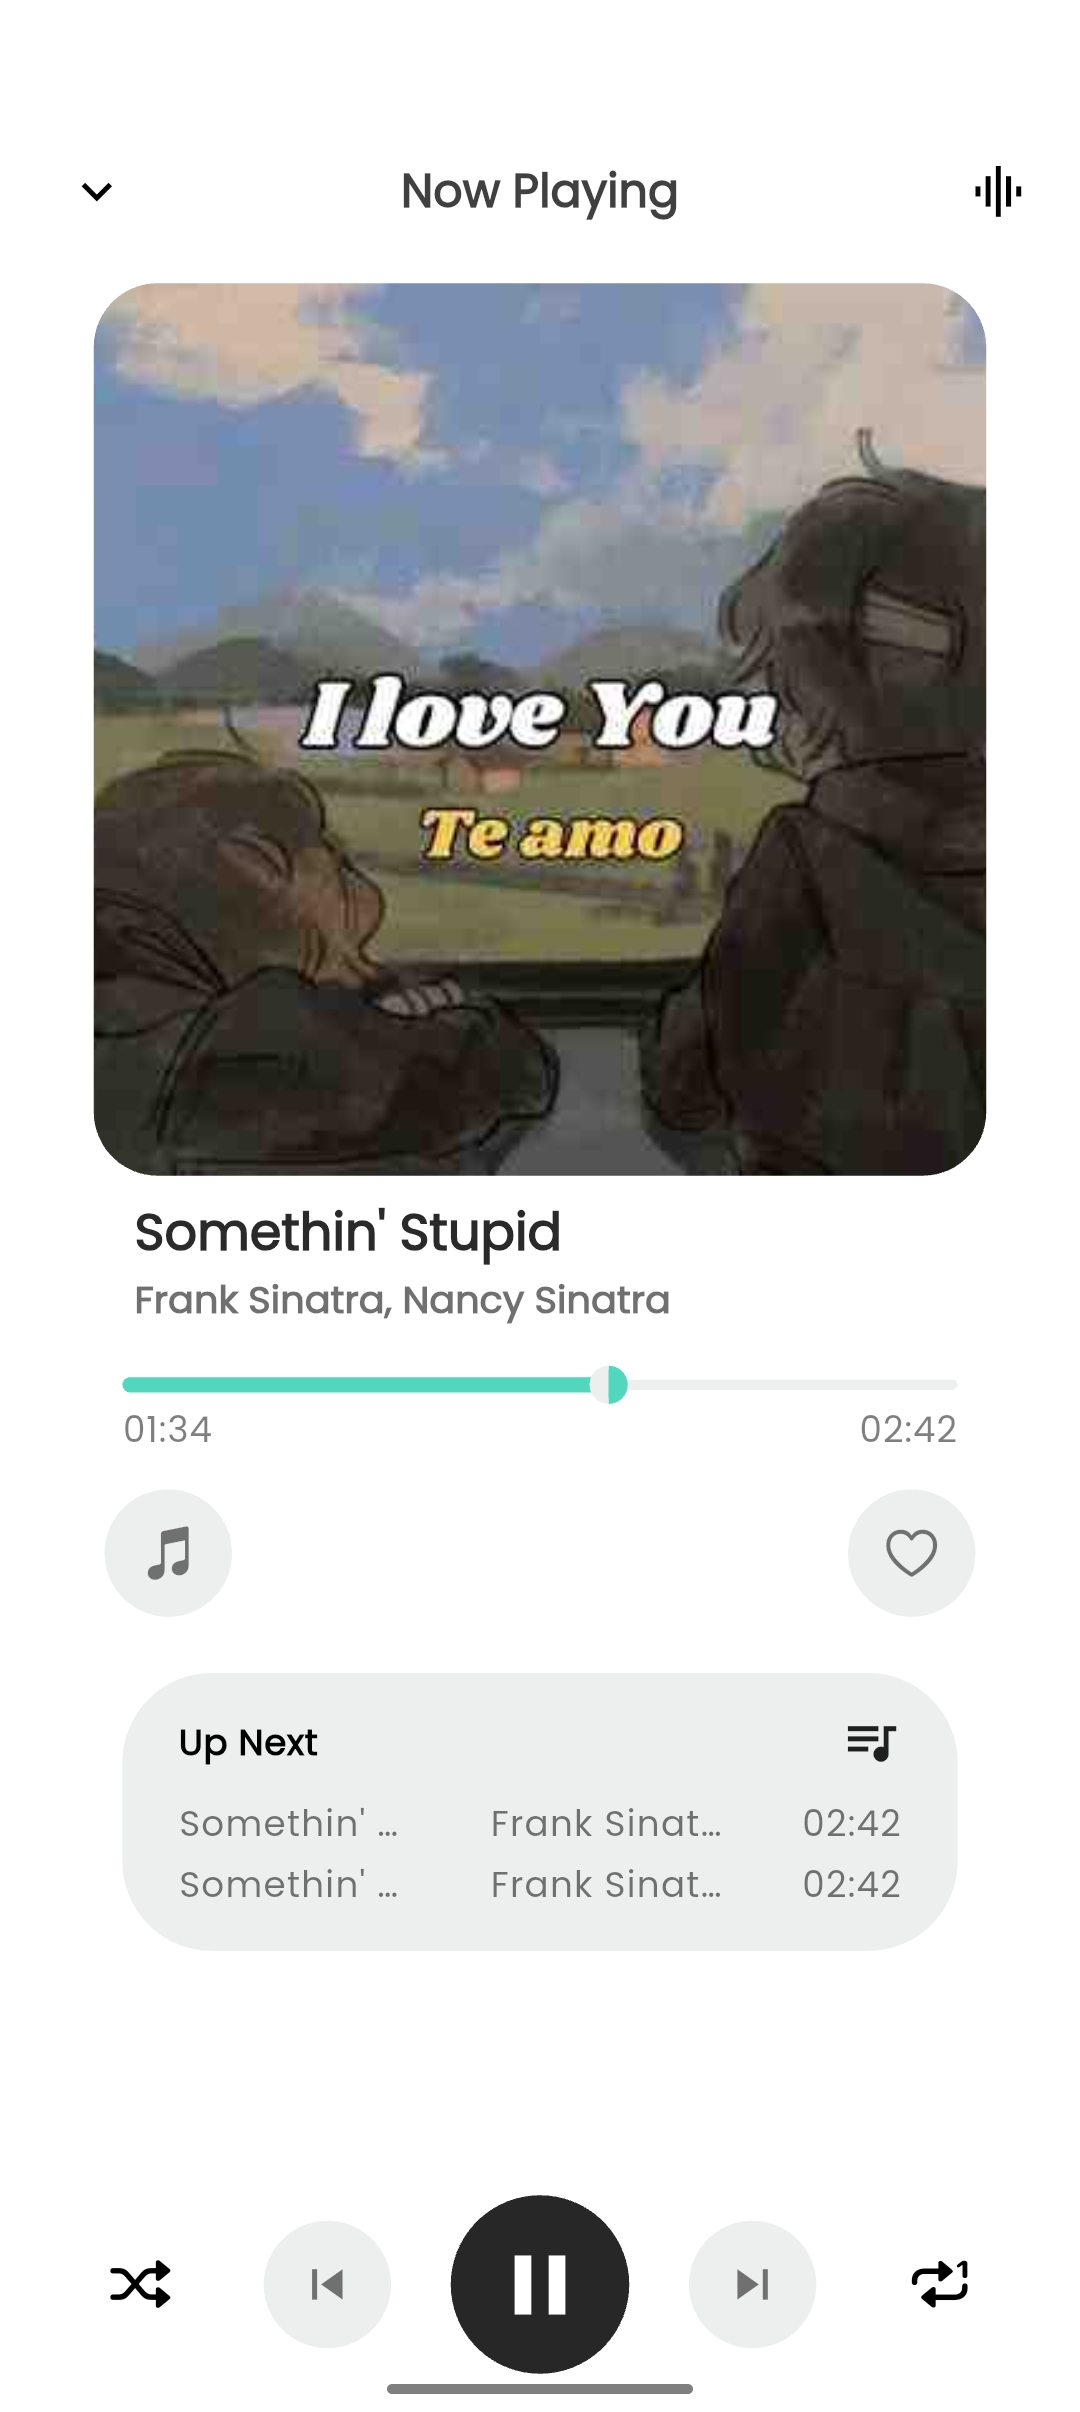 Now Playing
I love You
Te amo
Somethin' Stupid
Frank Sinatra, Nancy Sinatra
01:34 02:42
Up Next
Somethin' ... Frank Sinat... 02:42
Somethin' ... Frank Sinat... 02:42
1